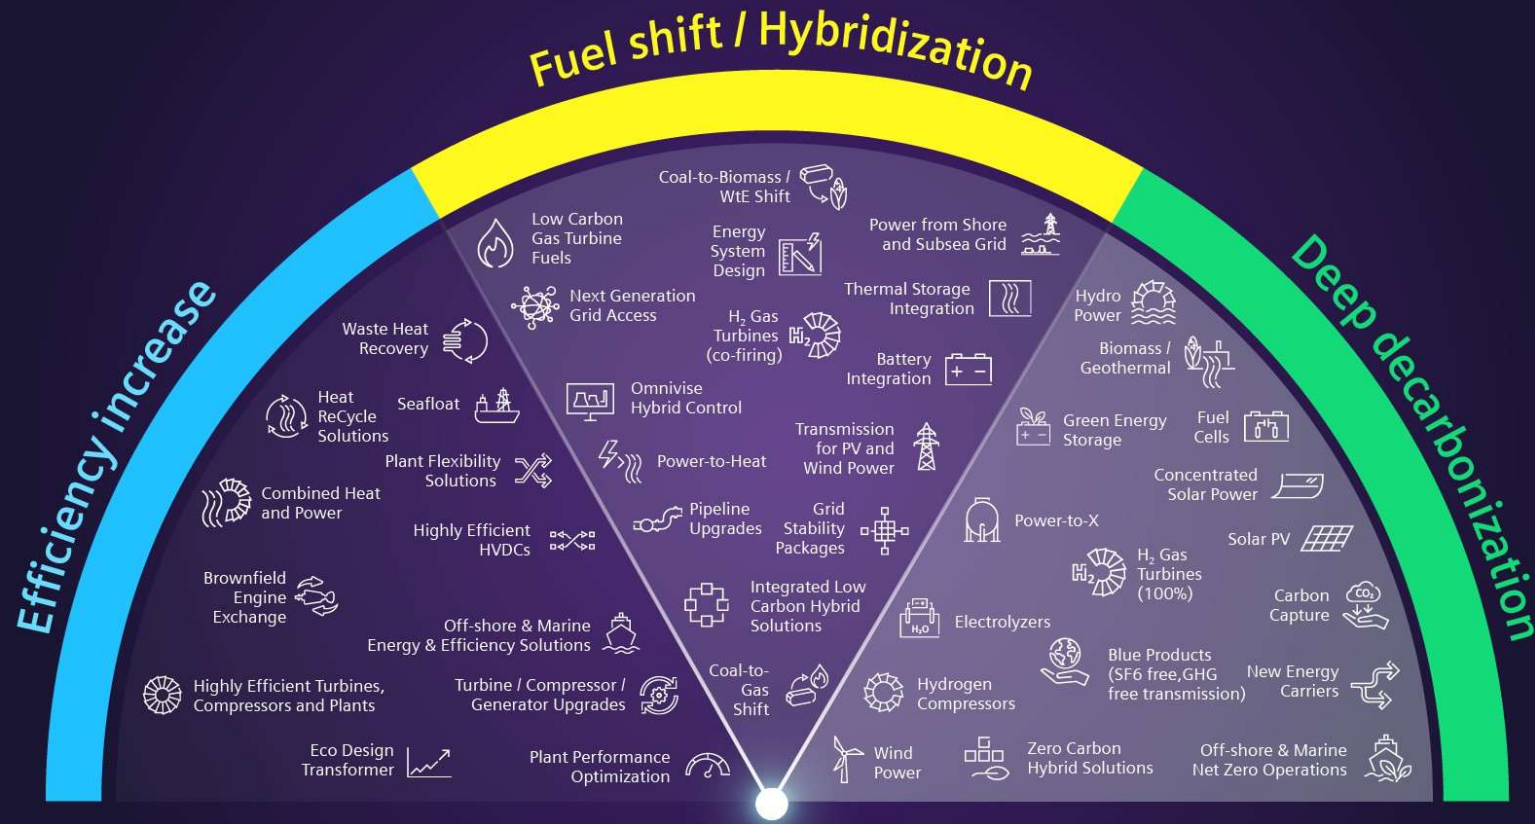 Fuel shift / Hybridization
Efficiency increase
Deep decarbonization
Waste Heat
Recovery
Heat
ReCycle
Solutions
Seafloat
Plant Flexibility
Solutions
Combined Heat
and Power
Highly Efficient
HVDCs
Brownfield
Engine
Exchange
Off-shore & Marine
Energy & Efficiency Solutions
Highly Efficient Turbines,
Compressors and Plants
Turbine / Compressor /
Generator Upgrades
Eco Design
Transformer
Plant Performance
Optimization
Coal-to-Biomass /
WtE Shift
Low Carbon
Gas Turbine
Fuels
Energy
System
Design
Power from Shore
and Subsea Grid
Next Generation
Grid Access
Thermal Storage
Integration
H₂ Gas
Turbines
(co-firing)
H₂
Battery
Integration
+ −
Omnivise
Hybrid Control
Transmission
for PV and
Wind Power
Power-to-Heat
Pipeline
Upgrades
Grid
Stability
Packages
Integrated Low
Carbon Hybrid
Solutions
Coal-to-
Gas
Shift
Hydro
Power
Biomass /
Geothermal
Green Energy
Storage
+ −
Fuel
Cells
Concentrated
Solar Power
Power-to-X
Solar PV
H₂
H₂ Gas
Turbines
(100%)
Carbon
Capture
CO₂
H₂O
Electrolyzers
Blue Products
(SF6 free,GHG
free transmission)
New Energy
Carriers
Hydrogen
Compressors
Wind
Power
Zero Carbon
Hybrid Solutions
Off-shore & Marine
Net Zero Operations